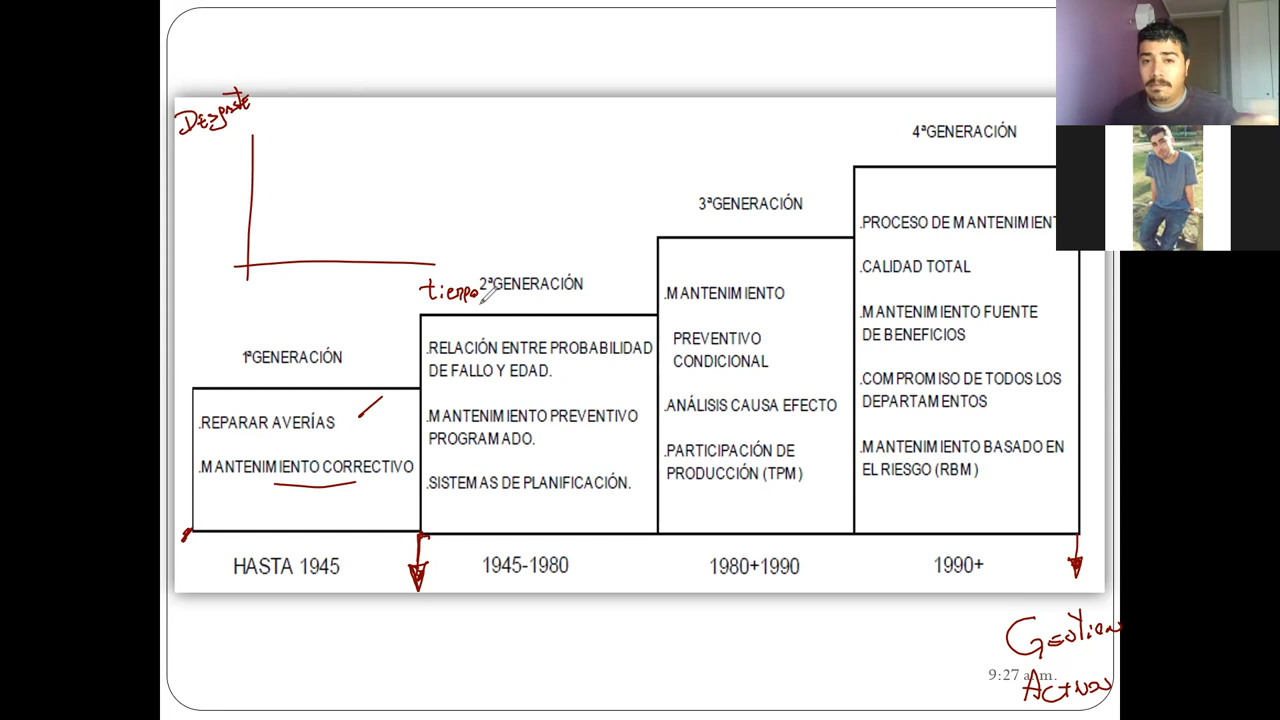 Desgaste
tiempo
1ªGENERACIÓN
.REPARAR AVERÍAS
.MANTENIMIENTO CORRECTIVO
HASTA 1945
2ªGENERACIÓN
.RELACIÓN ENTRE PROBABILIDAD
DE FALLO Y EDAD.
.MANTENIMIENTO PREVENTIVO
PROGRAMADO.
.SISTEMAS DE PLANIFICACIÓN.
1945-1980
3ªGENERACIÓN
.MANTENIMIENTO
PREVENTIVO
CONDICIONAL
.ANÁLISIS CAUSA EFECTO
.PARTICIPACIÓN DE
PRODUCCIÓN (TPM)
1980+1990
4ªGENERACIÓN
.PROCESO DE MANTENIMIENT
.CALIDAD TOTAL
.MANTENIMIENTO FUENTE
DE BENEFICIOS
.COMPROMISO DE TODOS LOS
DEPARTAMENTOS
.MANTENIMIENTO BASADO EN
EL RIESGO (RBM)
1990+
Gestion
Activos
9:27 a. m.